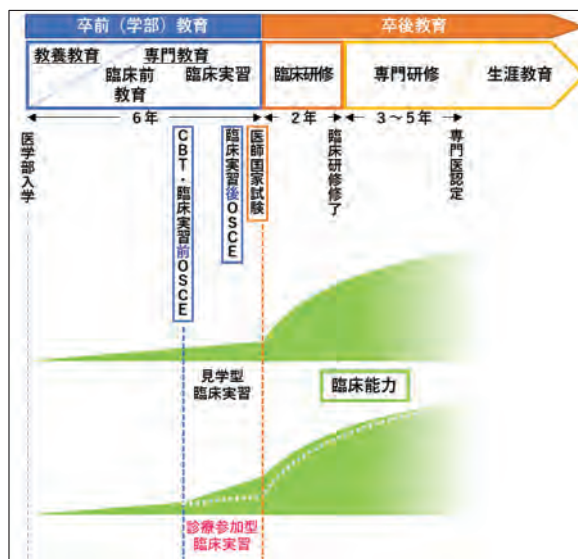 卒前（学部）教育
卒後教育
教養教育
専門教育
臨床前
教育
臨床実習
臨床研修
専門研修
生涯教育
6年
2年
3～5年
医学部入学
CBT・臨床実習前OSCE
臨床実習後OSCE
医師国家試験
臨床研修修了
専門医認定
見学型
臨床実習
臨床能力
診療参加型
臨床実習